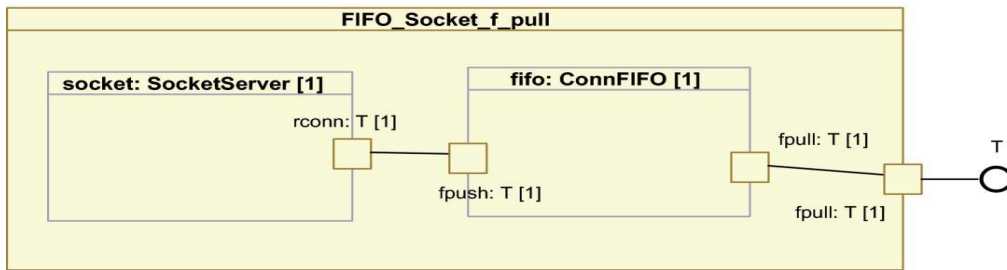 FIFO_Socket_f_pull
socket: SocketServer [1]
fifo: ConnFIFO [1]
rconn: T [1]
fpush: T [1]
fpull: T [1]
fpull: T [1]
T